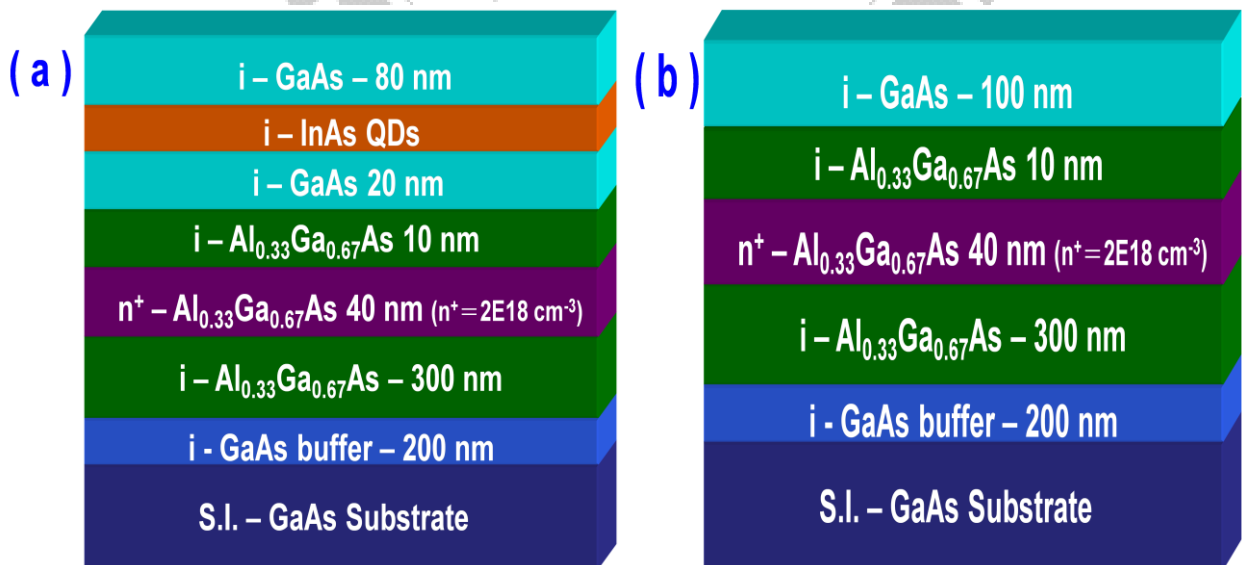 ( a )
i – GaAs – 80 nm
i – InAs QDs
i – GaAs 20 nm
i – Al₀.₃₃Ga₀.₆₇As 10 nm
n⁺ – Al₀.₃₃Ga₀.₆₇As 40 nm (n⁺=2E18 cm⁻³)
i – Al₀.₃₃Ga₀.₆₇As – 300 nm
i - GaAs buffer – 200 nm
S.I. – GaAs Substrate
( b )
i – GaAs – 100 nm
i – Al₀.₃₃Ga₀.₆₇As 10 nm
n⁺ – Al₀.₃₃Ga₀.₆₇As 40 nm (n⁺=2E18 cm⁻³)
i – Al₀.₃₃Ga₀.₆₇As – 300 nm
i - GaAs buffer – 200 nm
S.I. – GaAs Substrate